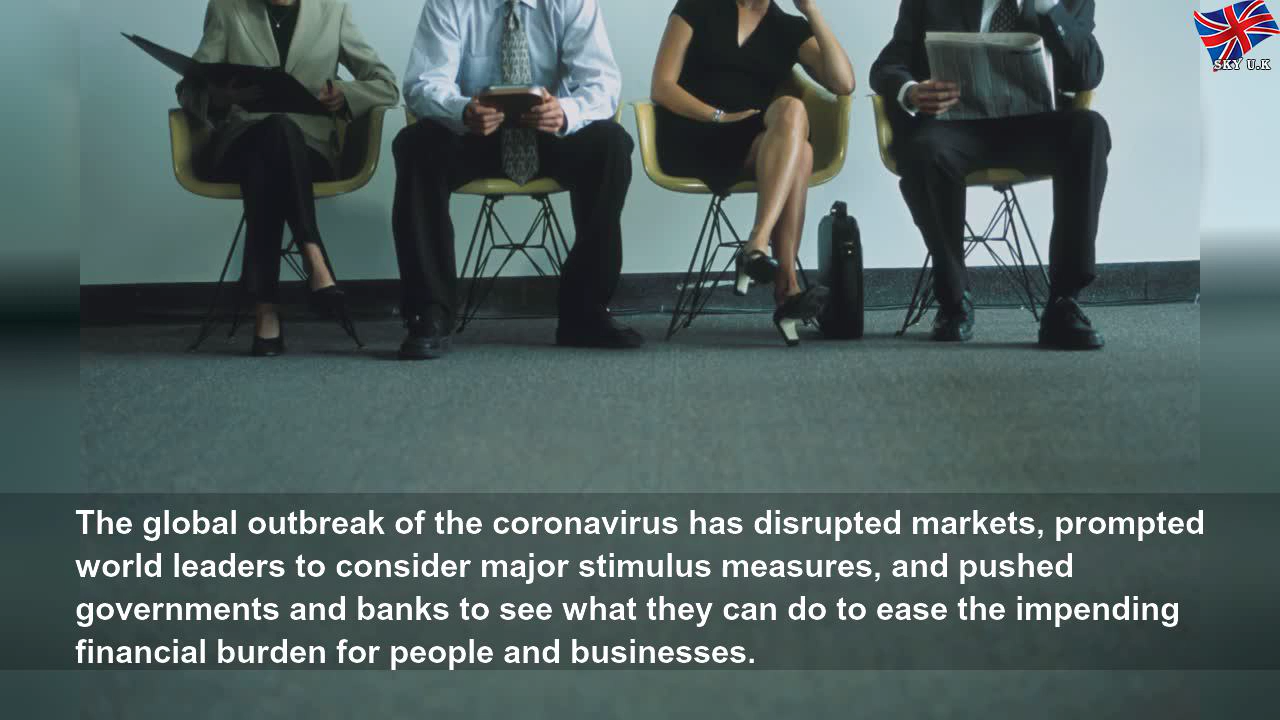 SKY U.K
The global outbreak of the coronavirus has disrupted markets, prompted
world leaders to consider major stimulus measures, and pushed
governments and banks to see what they can do to ease the impending
financial burden for people and businesses.